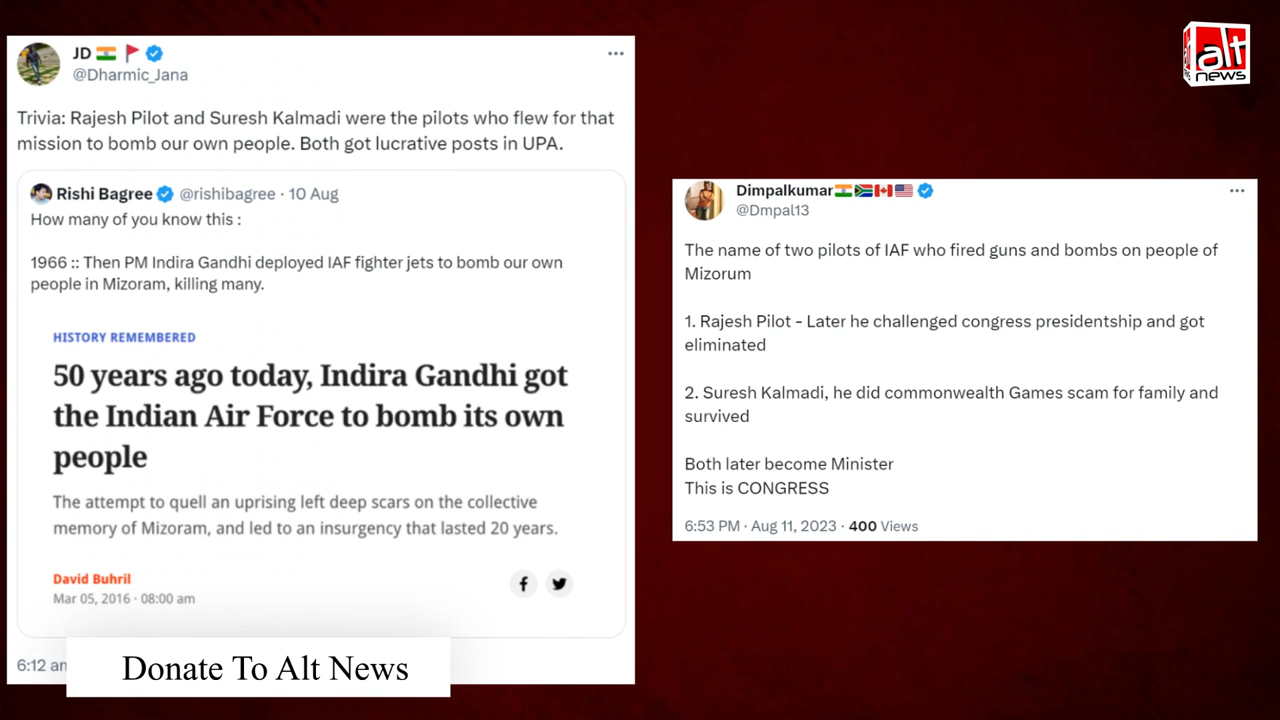 JD
@Dharmic_Jana
Trivia: Rajesh Pilot and Suresh Kalmadi were the pilots who flew for that
mission to bomb our own people. Both got lucrative posts in UPA.
Rishi Bagree @rishibagree · 10 Aug
How many of you know this :
1966 :: Then PM Indira Gandhi deployed IAF fighter jets to bomb our own
people in Mizoram, killing many.
HISTORY REMEMBERED
50 years ago today, Indira Gandhi got
the Indian Air Force to bomb its own
people
The attempt to quell an uprising left deep scars on the collective
memory of Mizoram, and led to an insurgency that lasted 20 years.
David Buhril
Mar 05, 2016 · 08:00 am
6:12 am
Donate To Alt News
alt
news
Dimpalkumar
@Dmpal13
The name of two pilots of IAF who fired guns and bombs on people of
Mizorum
1. Rajesh Pilot - Later he challenged congress presidentship and got
eliminated
2. Suresh Kalmadi, he did commonwealth Games scam for family and
survived
Both later become Minister
This is CONGRESS
6:53 PM · Aug 11, 2023 · 400 Views